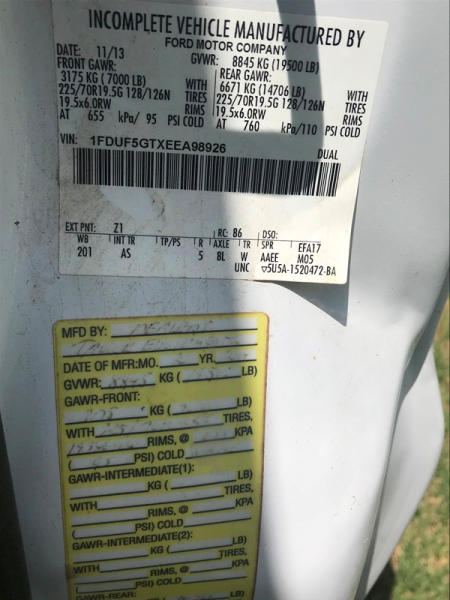 INCOMPLETE VEHICLE MANUFACTURED BY
FORD MOTOR COMPANY
DATE: 11/13 GVWR: 8845 KG (19500 LB)
FRONT GAWR: REAR GAWR:
3175 KG (7000 LB) WITH 6671 KG (14706 LB) WITH
225/70R19.5G 128/126N TIRES 225/70R19.5G 128/126N TIRES
19.5x6.0RW RIMS 19.5x6.0RW RIMS
AT 655 kPa/ 95 PSI COLD AT 760 kPa/110 PSI COLD
VIN: 1FDUF5GTXEEA98926 DUAL
EXT PNT: Z1 RC: 86 DSO:
WB INT TR TP/PS R AXLE TR SPR EFA17
201 AS 5 8L W AAEE M05
UNC ▽5U5A-1520472-BA
MFD BY:
DATE OF MFR: MO. YR.
GVWR: KG ( LB)
GAWR-FRONT:
KG ( LB)
WITH TIRES,
RIMS, @ KPA
( PSI) COLD
GAWR-INTERMEDIATE(1):
KG ( LB)
WITH TIRES,
RIMS, @ KPA
( PSI) COLD
GAWR-INTERMEDIATE(2):
KG ( LB)
WITH TIRES,
RIMS, @ KPA
( PSI) COLD
GAWR-REAR: